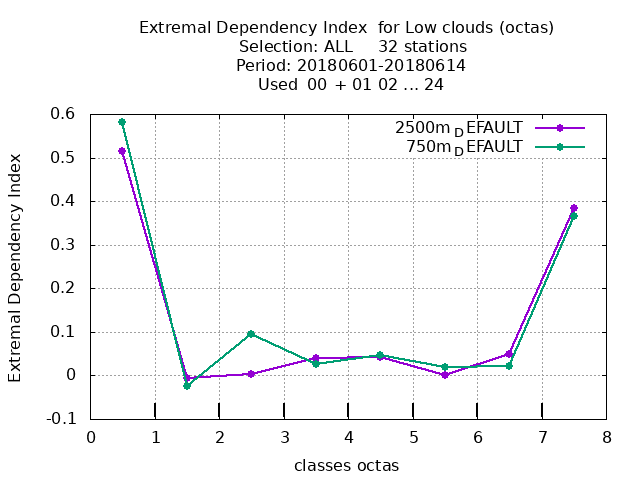 Extremal Dependency Index  for Low clouds (octas)
Selection: ALL     32 stations
Period: 20180601-20180614
Used  00  + 01 02 ... 24
2500m_DEFAULT
750m_DEFAULT
Extremal Dependency Index
0.6
0.5
0.4
0.3
0.2
0.1
0
-0.1
0 1 2 3 4 5 6 7 8
classes octas